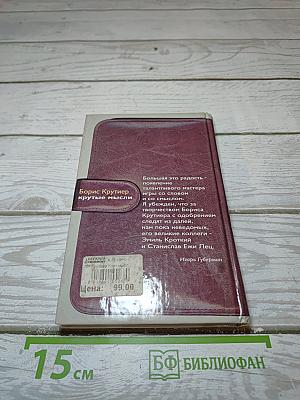 Большая это радость -
появление
талантливого мастера
игры со словом
и со смыслом.
Я убежден, что за
творчеством Бориса
Крутиера с одобрением
следят из далей,
нам пока неведомых,
его великие коллеги -
Эмиль Кроткий
и Станислав Ежи Лец.
Игорь Губерман
Борис Крутиер
крутые мысли
Цена: 99.00
15 см
БФ БИБЛИОФАН